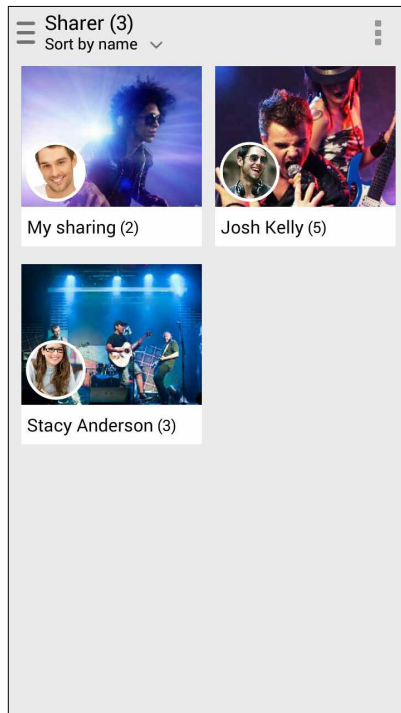 Sharer (3)
Sort by name
My sharing (2)
Josh Kelly (5)
Stacy Anderson (3)